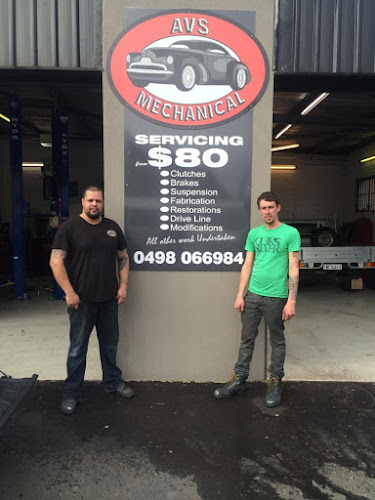 AVS
MECHANICAL
SERVICING
from $80
Clutches
Brakes
Suspension
Fabrication
Restorations
Drive Line
Modifications
All other work Undertaken
0498 066984